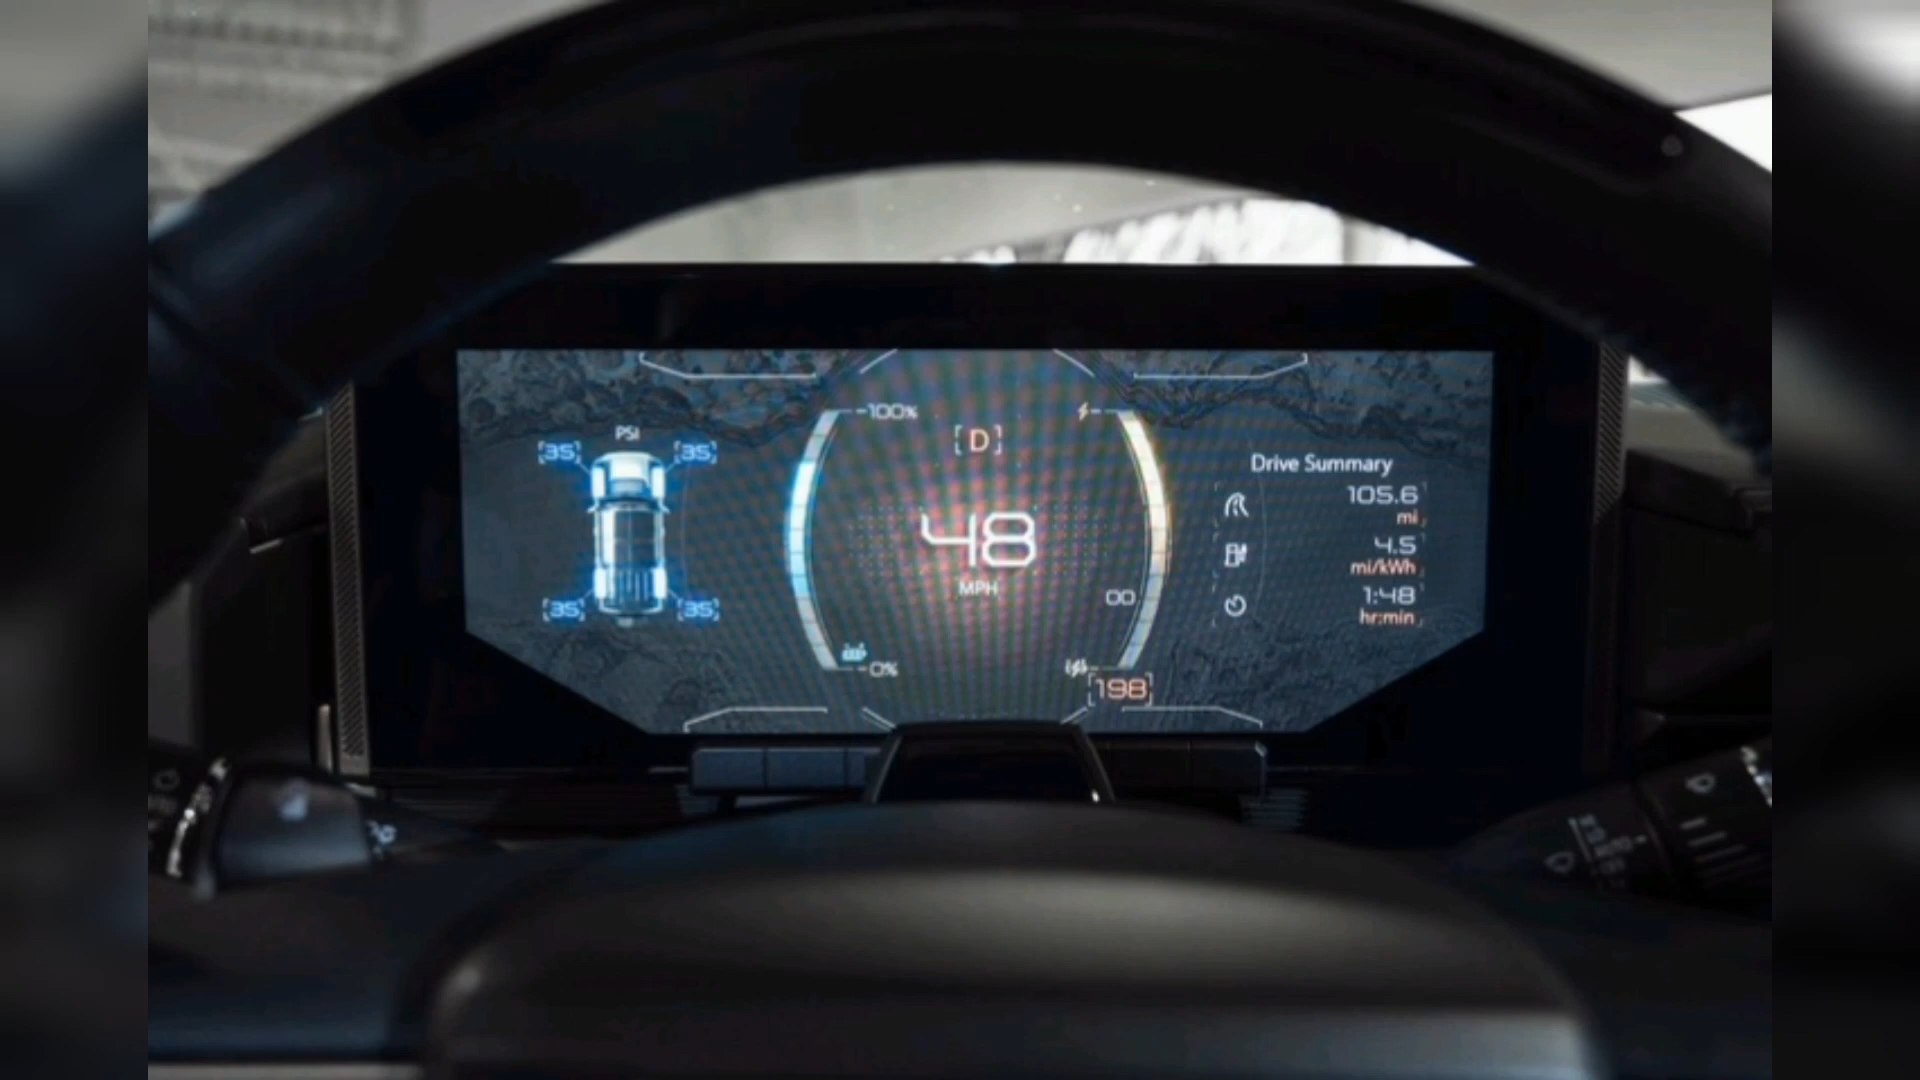 PSI
35
35
35
35
100%
D
48
MPH
00
0%
198
Drive Summary
105.6
mi
4.5
mi/kWh
1:48
hr:min